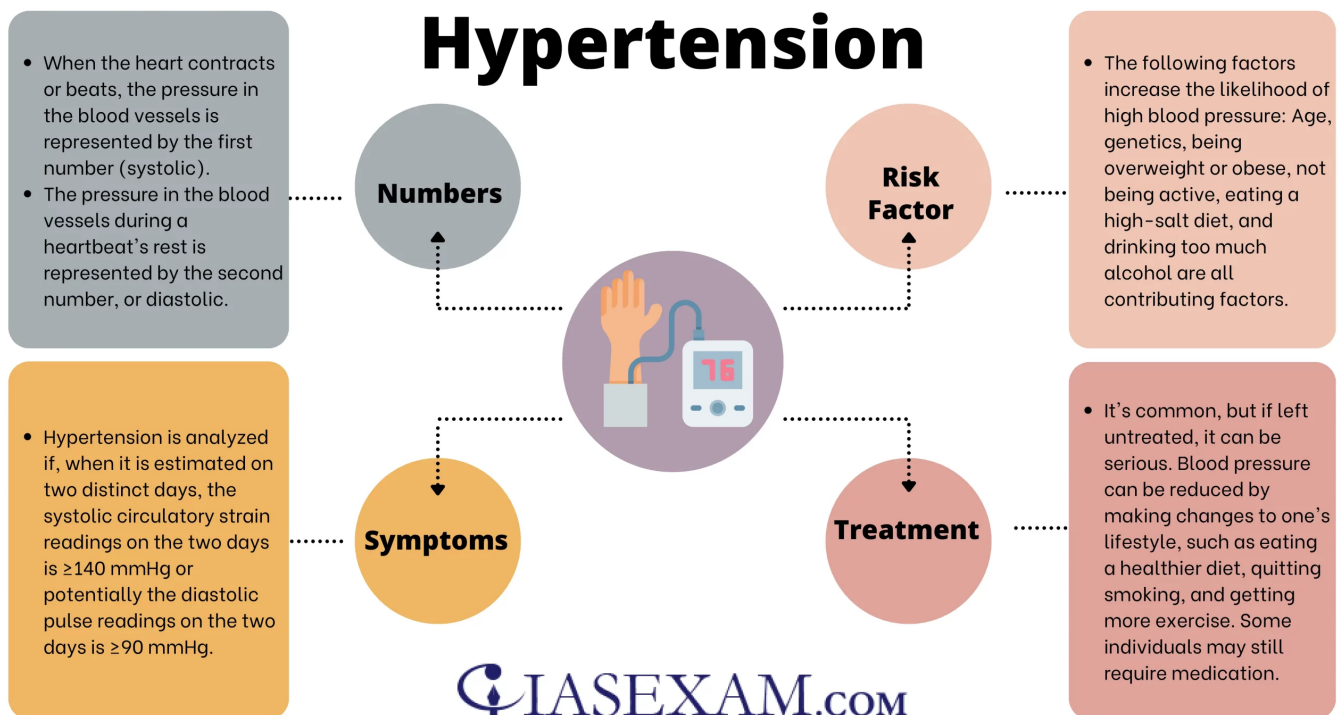 Hypertension
• When the heart contracts
or beats, the pressure in
the blood vessels is
represented by the first
number (systolic).
• The pressure in the blood
vessels during a
heartbeat's rest is
represented by the second
number, or diastolic.
Numbers
Risk
Factor
• The following factors
increase the likelihood of
high blood pressure: Age,
genetics, being
overweight or obese, not
being active, eating a
high-salt diet, and
drinking too much
alcohol are all
contributing factors.
76
• Hypertension is analyzed
if, when it is estimated on
two distinct days, the
systolic circulatory strain
readings on the two days
is ≥140 mmHg or
potentially the diastolic
pulse readings on the two
days is ≥90 mmHg.
Symptoms
Treatment
• It's common, but if left
untreated, it can be
serious. Blood pressure
can be reduced by
making changes to one's
lifestyle, such as eating
a healthier diet, quitting
smoking, and getting
more exercise. Some
individuals may still
require medication.
IASEXAM.COM